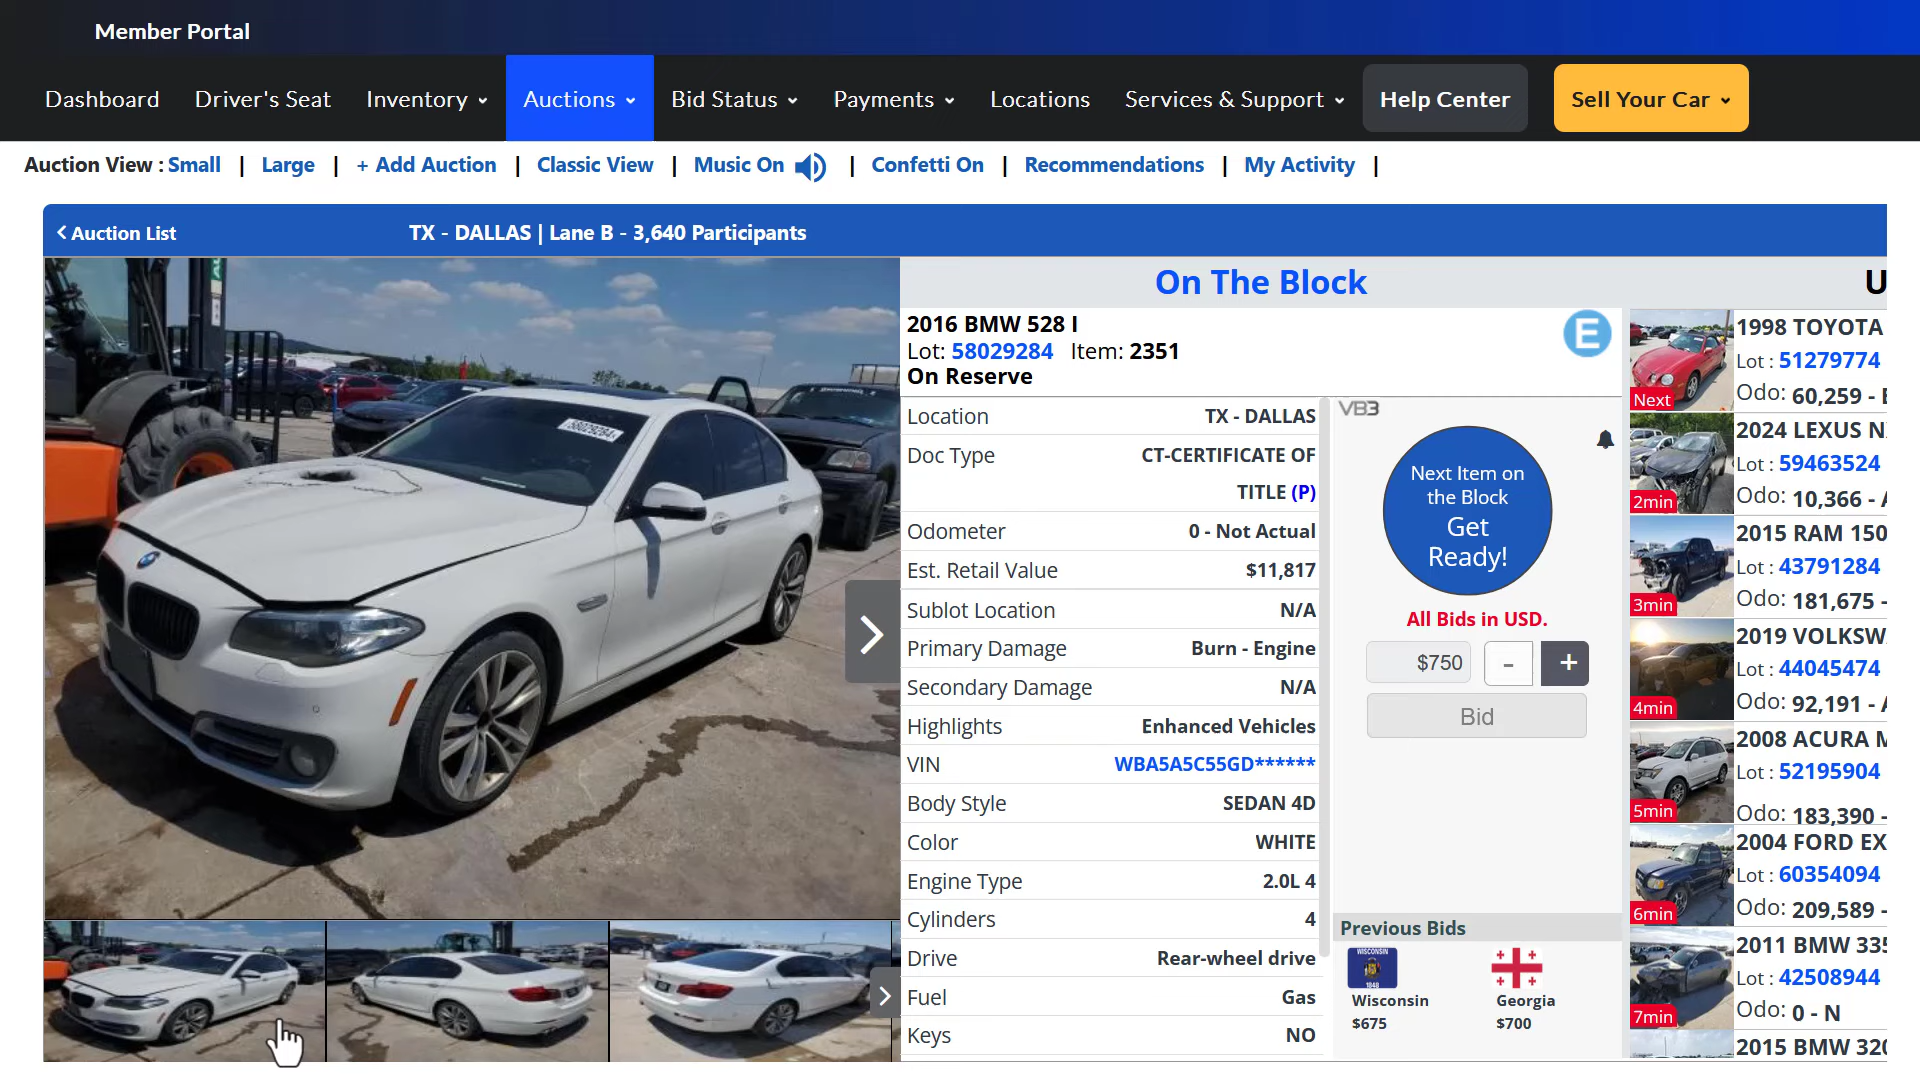 Member Portal
Dashboard
Driver's Seat
Inventory
Auctions
Bid Status
Payments
Locations
Services & Support
Help Center
Sell Your Car
Auction View : Small | Large | + Add Auction | Classic View | Music On | Confetti On | Recommendations | My Activity |
Auction List
TX - DALLAS | Lane B - 3,640 Participants
On The Block
2016 BMW 528 I
Lot: 58029284 Item: 2351
On Reserve
E
58029284
Location TX - DALLAS
Doc Type CT-CERTIFICATE OF
TITLE (P)
Odometer 0 - Not Actual
Est. Retail Value $11,817
Sublot Location N/A
Primary Damage Burn - Engine
Secondary Damage N/A
Highlights Enhanced Vehicles
VIN WBA5A5C55GD******
Body Style SEDAN 4D
Color WHITE
Engine Type 2.0L 4
Cylinders 4
Drive Rear-wheel drive
Fuel Gas
Keys NO
VB3
Next Item on
the Block
Get
Ready!
All Bids in USD.
$750 - +
Bid
Previous Bids
WISCONSIN
1848
Wisconsin
$675
Georgia
$700
U
1998 TOYOTA
Lot : 51279774
Odo: 60,259 -
Next
2024 LEXUS N
Lot : 59463524
Odo: 10,366 - A
2min
2015 RAM 150
Lot : 43791284
Odo: 181,675 -
3min
2019 VOLKSW
Lot : 44045474
Odo: 92,191 - A
4min
2008 ACURA M
Lot : 52195904
Odo: 183,390 -
5min
2004 FORD EX
Lot : 60354094
Odo: 209,589 -
6min
2011 BMW 335
Lot : 42508944
Odo: 0 - N
7min
2015 BMW 320